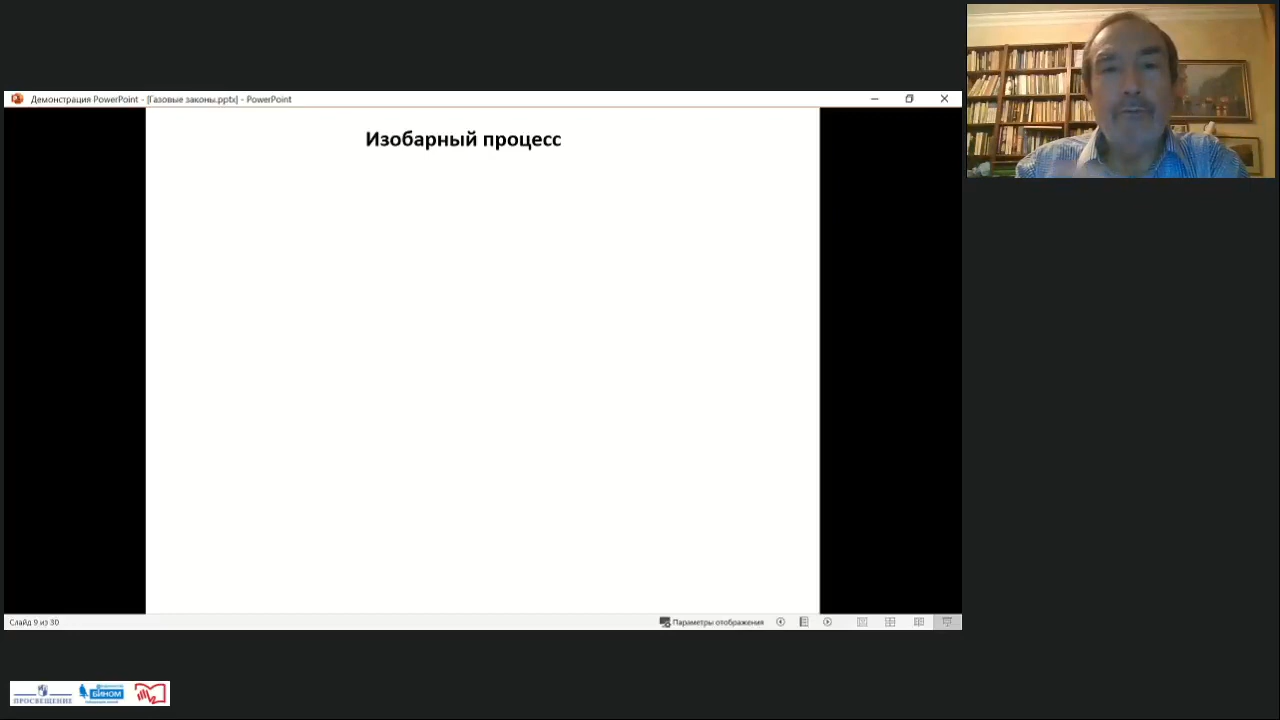 Демонстрация PowerPoint - [Газовые законы.pptx] - PowerPoint
Изобарный процесс
Слайд 9 из 30
Параметры отображения
ПРОСВЕЩЕНИЕ
БИНОМ